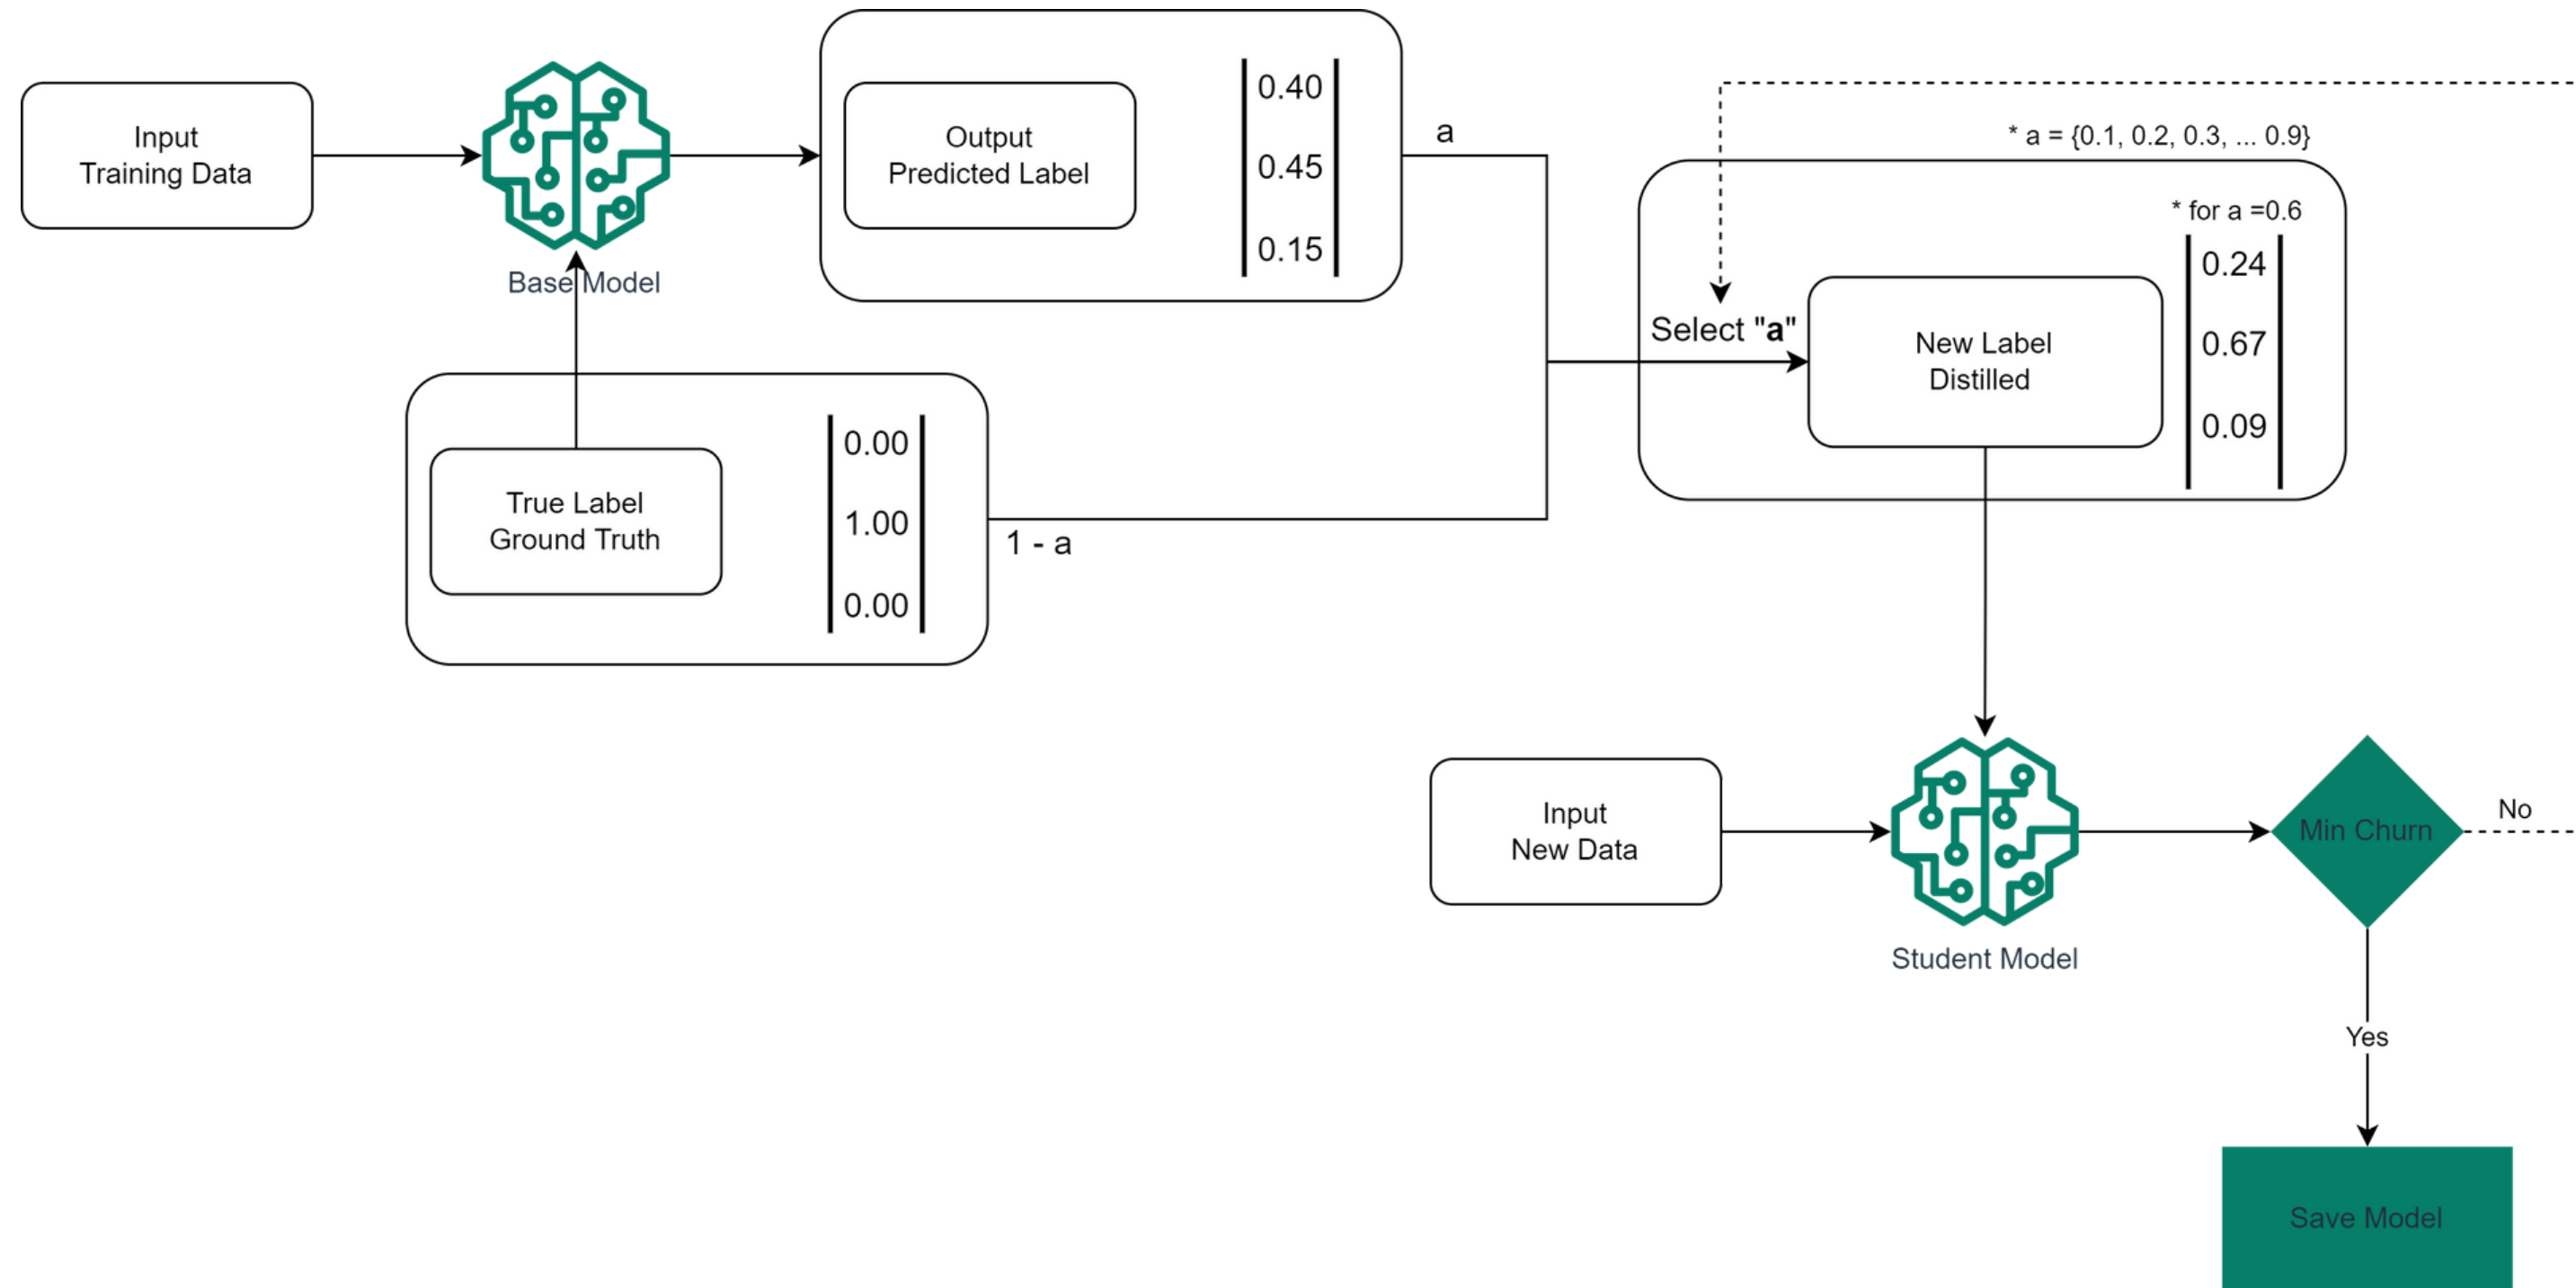 Input
Training Data
Base Model
Output
Predicted Label
0.40
0.45
0.15
a
True Label
Ground Truth
0.00
1.00
0.00
1 - a
* a = {0.1, 0.2, 0.3, ... 0.9}
* for a =0.6
Select "a"
New Label
Distilled
0.24
0.67
0.09
Input
New Data
Student Model
Min Churn
No
Yes
Save Model